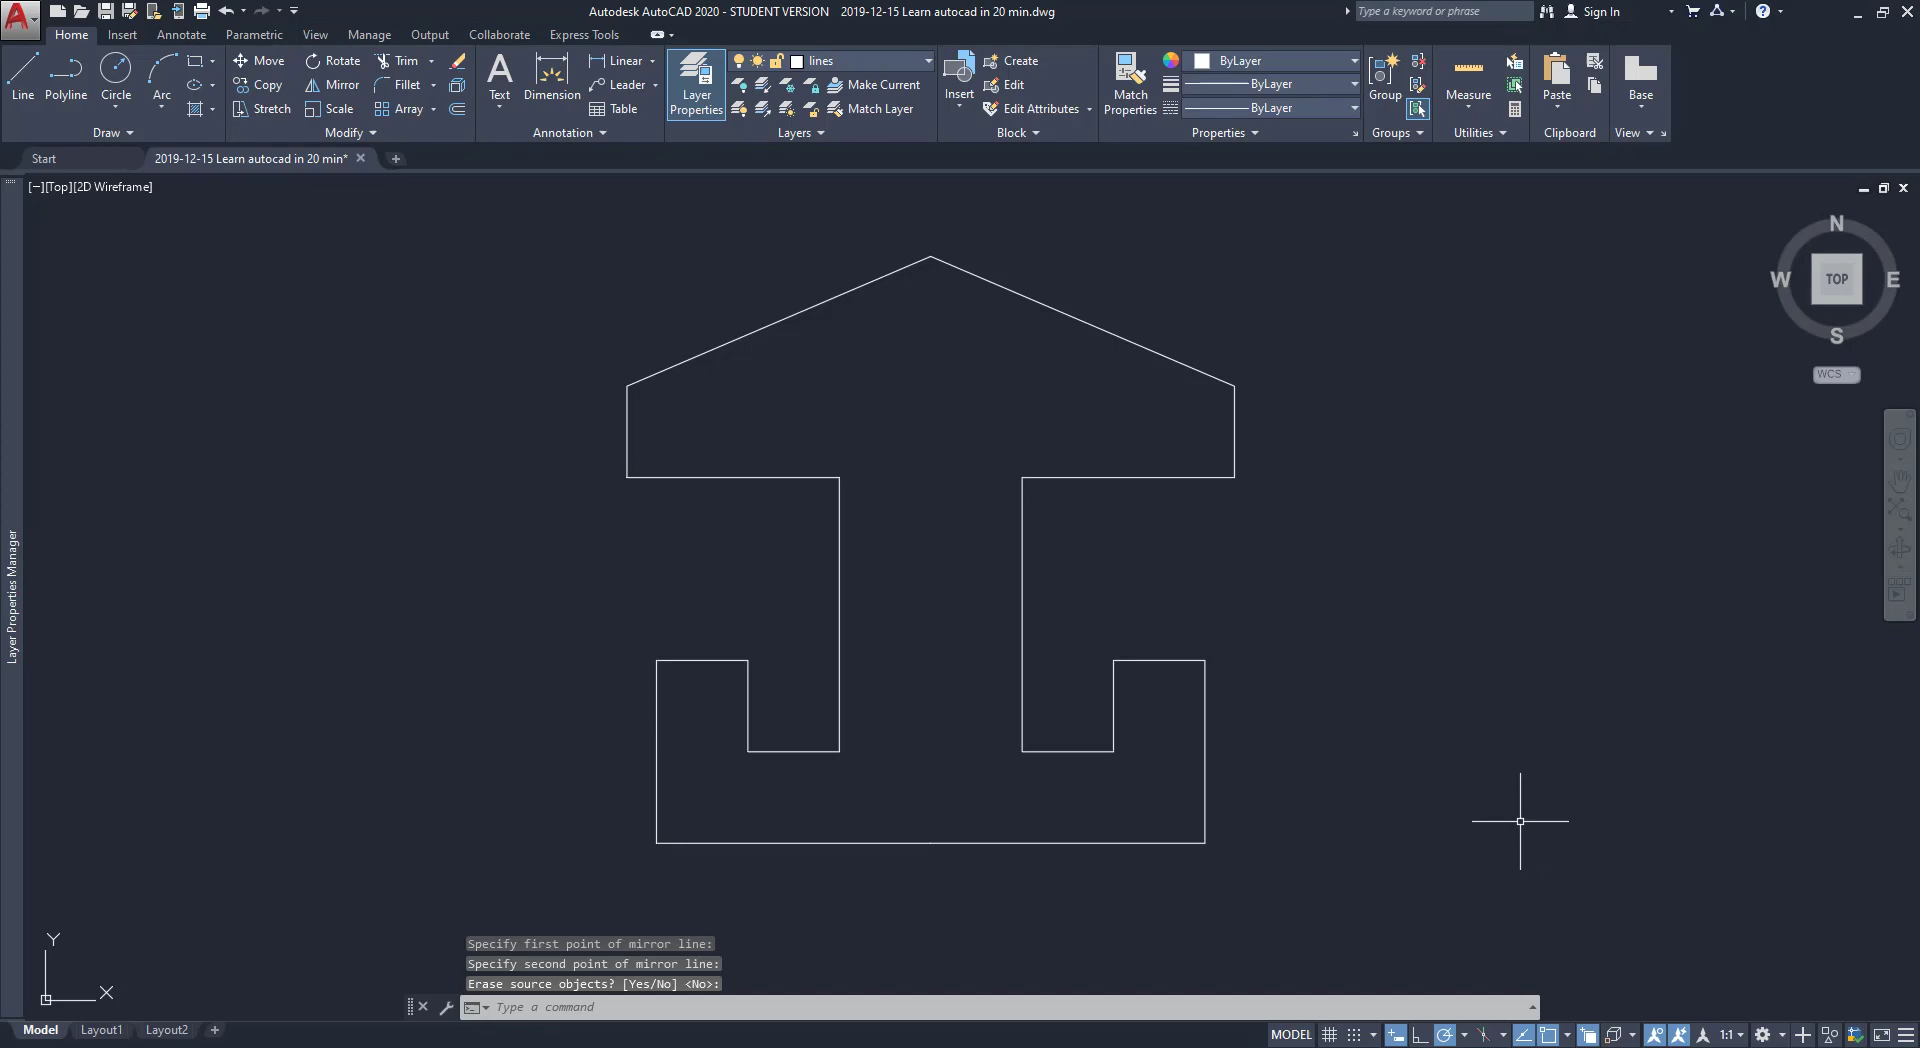 Autodesk AutoCAD 2020 - STUDENT VERSION 2019-12-15 Learn autocad in 20 min.dwg
Type a keyword or phrase
Sign In
Home Insert Annotate Parametric View Manage Output Collaborate Express Tools
Line Polyline Circle Arc
Draw
Move Rotate Trim
Copy Mirror Fillet
Stretch Scale Array
Modify
Text Dimension
Linear
Leader
Table
Annotation
Layer Properties
lines
Make Current
Match Layer
Layers
Insert
Create
Edit
Edit Attributes
Block
Match Properties
ByLayer
ByLayer
ByLayer
Properties
Group
Groups
Measure
Utilities
Paste
Clipboard
Base
View
Start
2019-12-15 Learn autocad in 20 min*
[−][Top][2D Wireframe]
N
W TOP E
S
WCS
Layer Properties Manager
Y
X
Specify first point of mirror line:
Specify second point of mirror line:
Erase source objects? [Yes/No] <No>:
Type a command
Model Layout1 Layout2
MODEL
1:1